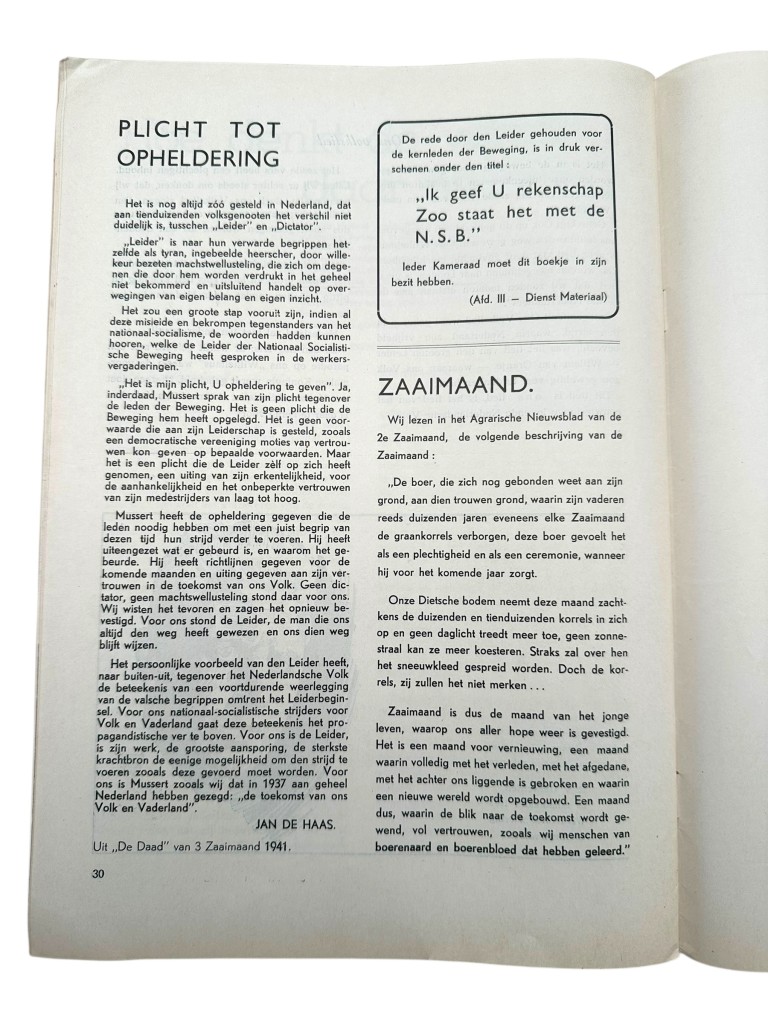 PLICHT TOT
OPHELDERING
Het is nog altijd zóó gesteld in Nederland, dat
aan tienduizenden volksgenooten het verschil niet
duidelijk is, tusschen „Leider" en „Dictator".
„Leider" is naar hun verwarde begrippen het-
zelfde als tyran, ingebeelde heerscher, door wille-
keur bezeten machtswellusteling, die zich om dege-
nen die door hem worden verdrukt in het geheel
niet bekommerd en uitsluitend handelt op over-
wegingen van eigen belang en eigen inzicht.
Het zou een groote stap vooruit zijn, indien al
deze misleide en bekrompen tegenstanders van het
nationaal-socialisme, de woorden hadden kunnen
hooren, welke de Leider der Nationaal Socialisti-
sche Beweging heeft gesproken in de werkers-
vergaderingen.
„Het is mijn plicht, U opheldering te geven". Ja,
inderdaad, Mussert sprak van zijn plicht tegenover
de leden der Beweging. Het is geen plicht die de
Beweging hem heeft opgelegd. Het is geen voor-
waarde die aan zijn Leiderschap is gesteld, zooals
een democratische vereeniging moties van vertrou-
wen kon geven op bepaalde voorwaarden. Maar
het is een plicht die de Leider zèlf op zich heeft
genomen, een uiting van zijn erkentelijkheid, voor
de aanhankelijkheid en het onbeperkte vertrouwen
van zijn medestrijders van laag tot hoog.
Mussert heeft de opheldering gegeven die de
leden noodig hebben om met een juist begrip van
dezen tijd hun strijd verder te voeren. Hij heeft
uiteengezet wat er gebeurd is, en waarom het ge-
beurde. Hij heeft richtlijnen gegeven voor de
komende maanden en uiting gegeven aan zijn ver-
trouwen in de toekomst van ons Volk. Geen dic-
tator, geen machtswellusteling stond daar voor ons.
Wij wisten het tevoren en zagen het opnieuw be-
vestigd. Voor ons stond de Leider, de man die ons
altijd den weg heeft gewezen en ons dien weg
blijft wijzen.
Het persoonlijke voorbeeld van den Leider heeft,
naar buiten-uit, tegenover het Nederlandsche Volk
de beteekenis van een voortdurende weerlegging
van de valsche begrippen omtrent het Leiderbegin-
sel. Voor ons nationaal-socialistische strijders voor
Volk en Vaderland gaat deze beteekenis het pro-
pagandistische ver te boven. Voor ons is de Leider,
is zijn werk, de grootste aansporing, de sterkste
krachtbron de eenige mogelijkheid om den strijd te
voeren zooals deze gevoerd moet worden. Voor
ons is Mussert zooals wij dat in 1937 aan geheel
Nederland hebben gezegd: „de toekomst van ons
Volk en Vaderland".
JAN DE HAAS.
Uit „De Daad" van 3 Zaaimaand 1941.
30
De rede door den Leider gehouden voor
de kernleden der Beweging, is in druk ver-
schenen onder den titel:
„Ik geef U rekenschap
Zoo staat het met de
N.S.B."
Ieder Kameraad moet dit boekje in zijn
bezit hebben.
(Afd. III — Dienst Materiaal)
ZAAIMAAND.
Wij lezen in het Agrarische Nieuwsblad van de
2e Zaaimaand, de volgende beschrijving van de
Zaaimaand:
„De boer, die zich nog gebonden weet aan zijn
grond, aan dien trouwen grond, waarin zijn vaderen
reeds duizenden jaren eveneens elke Zaaimaand
de graankorrels verborgen, deze boer gevoelt het
als een plechtigheid en als een ceremonie, wanneer
hij voor het komende jaar zorgt.
Onze Dietsche bodem neemt deze maand zacht-
kens de duizenden en tienduizenden korrels in zich
op en geen daglicht treedt meer toe, geen zonne-
straal kan ze meer koesteren. Straks zal over hen
het sneeuwkleed gespreid worden. Doch de kor-
rels, zij zullen het niet merken ...
Zaaimaand is dus de maand van het jonge
leven, waarop ons aller hope weer is gevestigd.
Het is een maand voor vernieuwing, een maand
waarin volledig met het verleden, met het afgedane,
met het achter ons liggende is gebroken en waarin
een nieuwe wereld wordt opgebouwd. Een maand
dus, waarin de blik naar de toekomst wordt ge-
wend, vol vertrouwen, zooals wij menschen van
boerenaard en boerenbloed dat hebben geleerd."